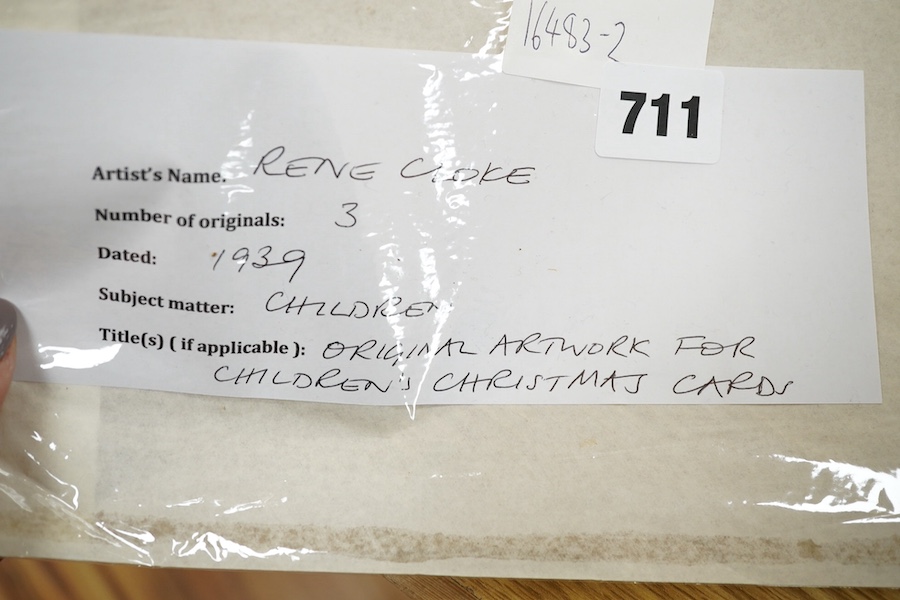 16483-2
711
Artist's Name: RENE CLOKE
Number of originals: 3
Dated: 1939
Subject matter: CHILDREN
Title(s) ( if applicable ): ORIGINAL ARTWORK FOR
CHILDREN'S CHRISTMAS CARDS